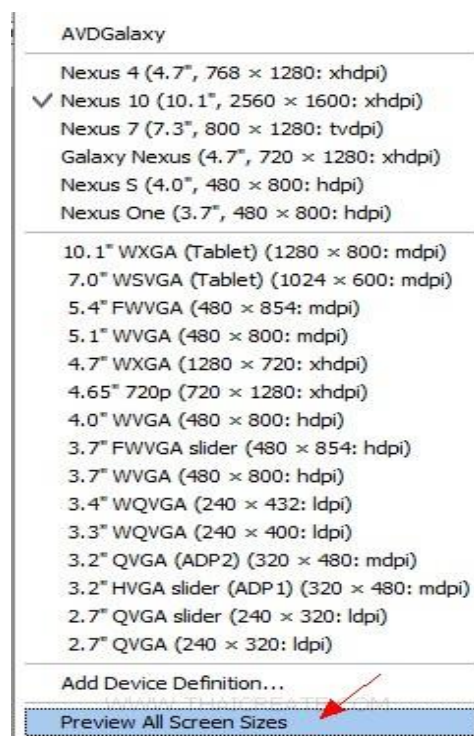 AVDGalaxy
Nexus 4 (4.7", 768 × 1280: xhdpi)
Nexus 10 (10.1", 2560 × 1600: xhdpi)
Nexus 7 (7.3", 800 × 1280: tvdpi)
Galaxy Nexus (4.7", 720 × 1280: xhdpi)
Nexus S (4.0", 480 × 800: hdpi)
Nexus One (3.7", 480 × 800: hdpi)
10.1" WXGA (Tablet) (1280 × 800: mdpi)
7.0" WSVGA (Tablet) (1024 × 600: mdpi)
5.4" FWVGA (480 × 854: mdpi)
5.1" WVGA (480 × 800: mdpi)
4.7" WXGA (1280 × 720: xhdpi)
4.65" 720p (720 × 1280: xhdpi)
4.0" WVGA (480 × 800: hdpi)
3.7" FWVGA slider (480 × 854: hdpi)
3.7" WVGA (480 × 800: hdpi)
3.4" WQVGA (240 × 432: ldpi)
3.3" WQVGA (240 × 400: ldpi)
3.2" QVGA (ADP2) (320 × 480: mdpi)
3.2" HVGA slider (ADP1) (320 × 480: mdpi)
2.7" QVGA slider (240 × 320: ldpi)
2.7" QVGA (240 × 320: ldpi)
Add Device Definition...
WWW.THAICREATE.COM
Preview All Screen Sizes